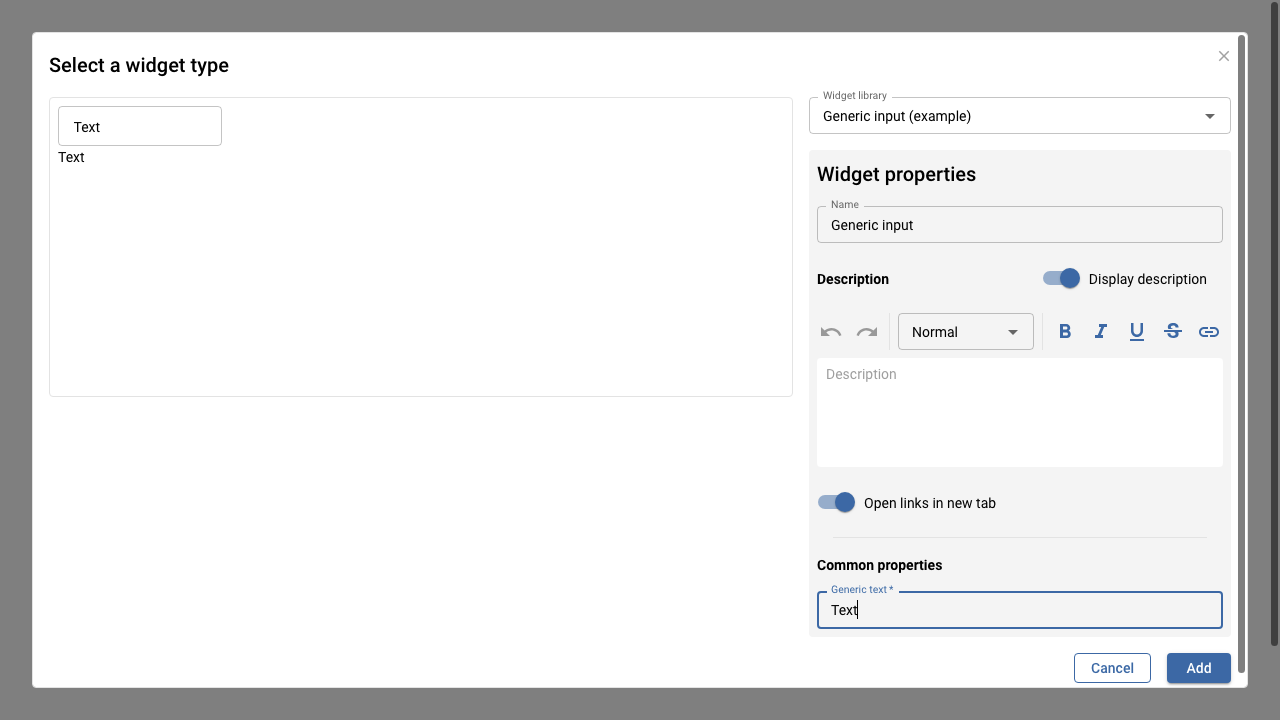 Select a widget type
Text
Text
Widget library
Generic input (example)
Widget properties
Name
Generic input
Description
Display description
Normal
B I U S
Description
Open links in new tab
Common properties
Generic text *
Text
Cancel
Add